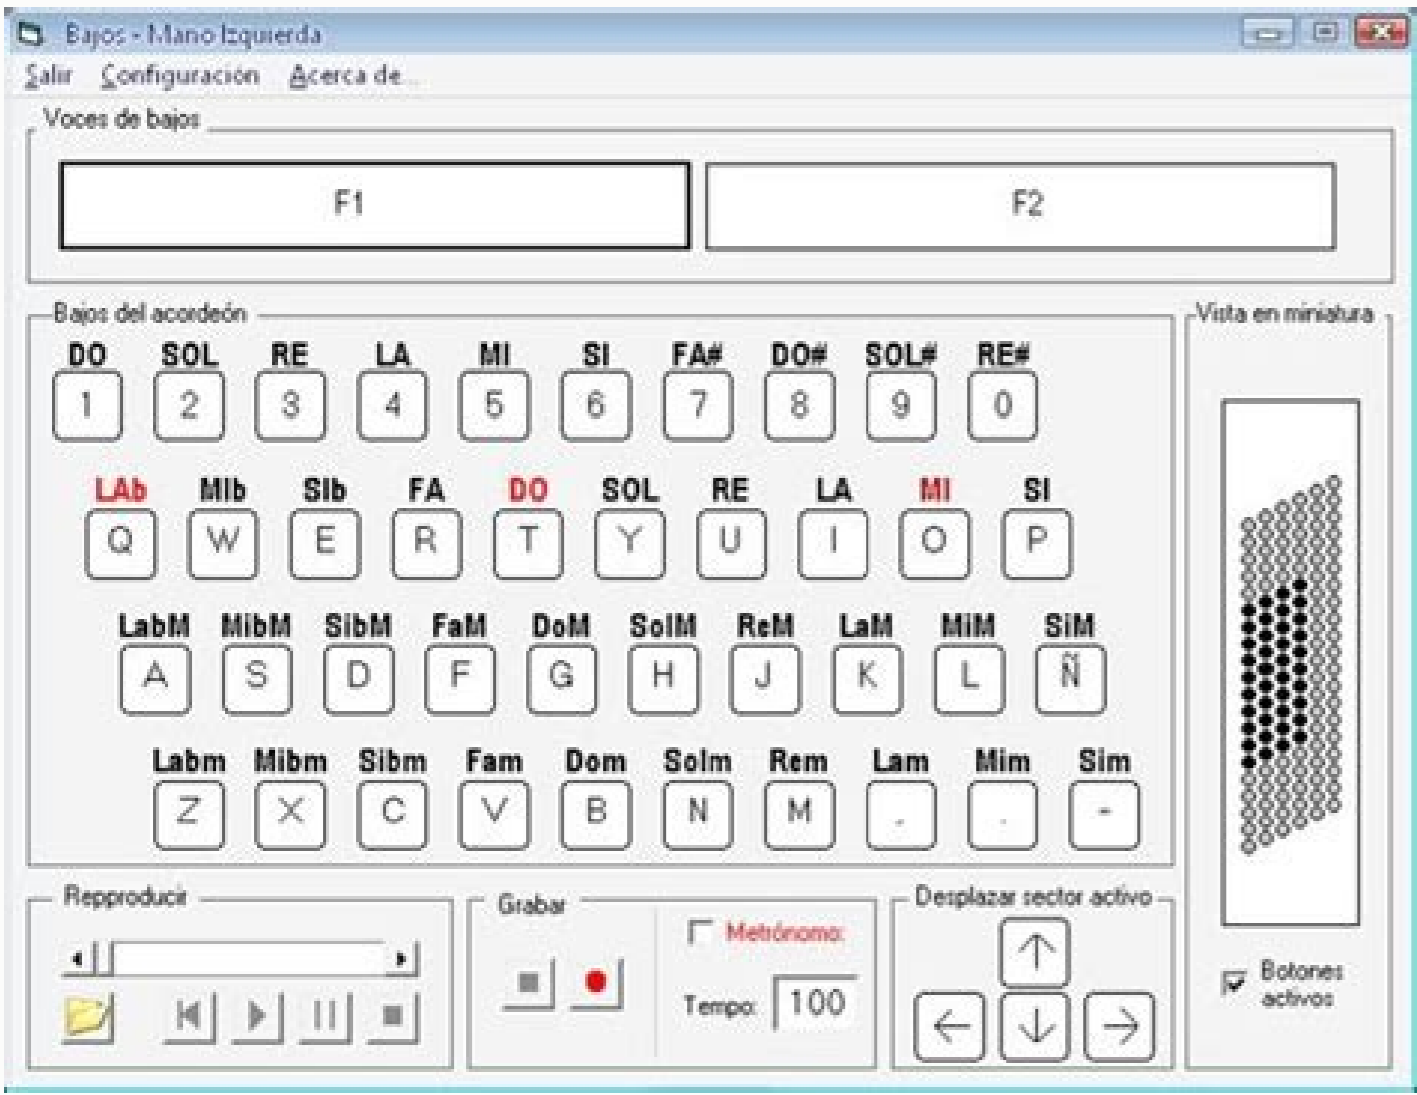 Bajos - Mano Izquierda
Salir Configuración Acerca de...
Voces de bajos
F1 F2
Bajos del acordeón
Vista en miniatura
DO SOL RE LA MI SI FA# DO# SOL# RE#
1 2 3 4 5 6 7 8 9 0
LAb MIb SIb FA DO SOL RE LA MI SI
Q W E R T Y U I O P
LabM MibM SibM FaM DoM SolM ReM LaM MiM SiM
A S D F G H J K L Ñ
Labm Mibm Sibm Fam Dom Solm Rem Lam Mim Sim
Z X C V B N M , . -
Repproducir
Grabar
Metrónomo:
Tempo: 100
Desplazar sector activo
Botones
activos